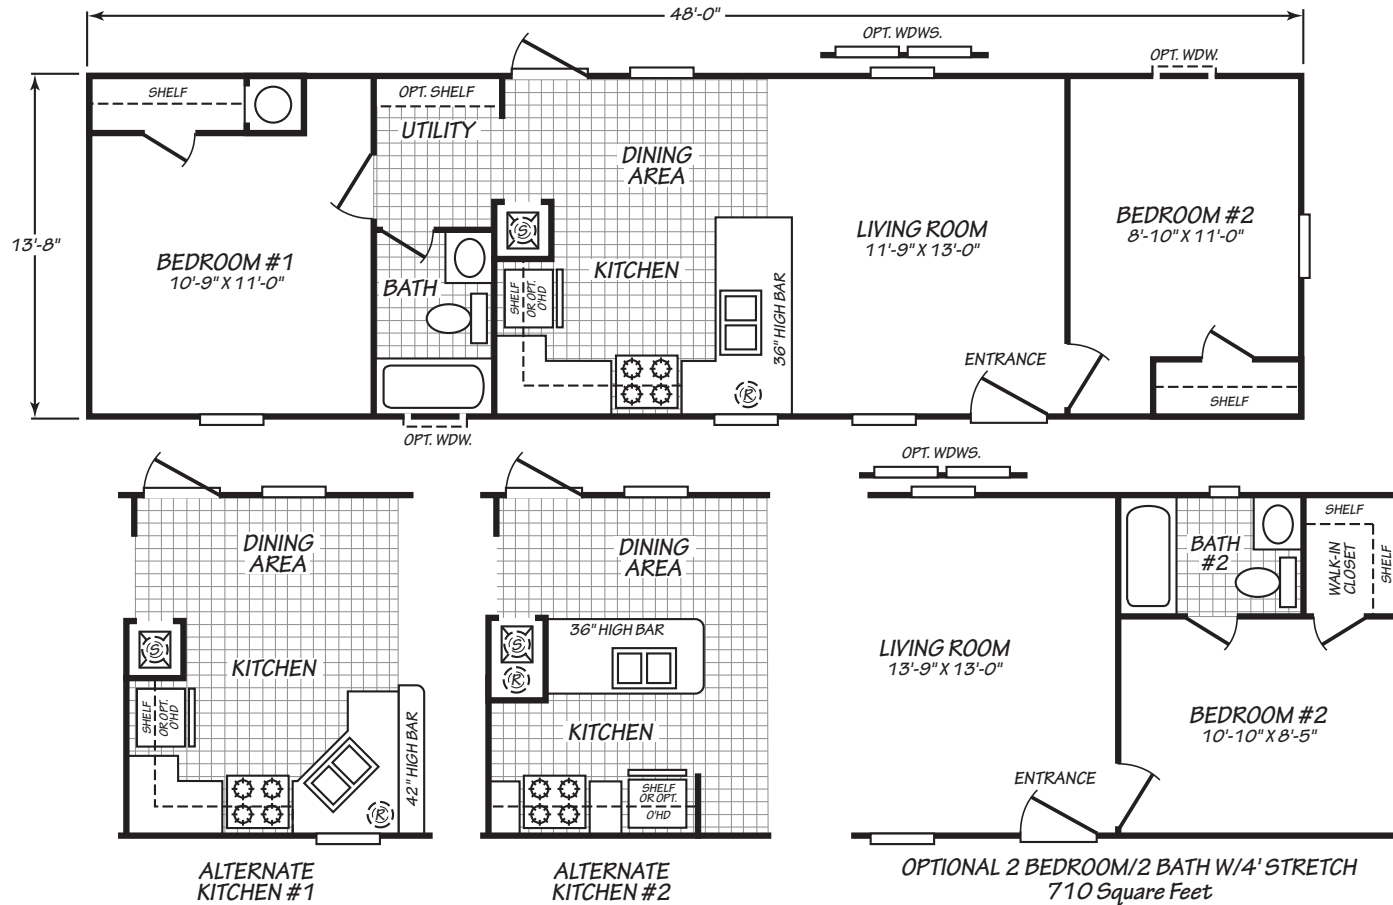 48'-0"
OPT. WDWS.
OPT. WDW.
SHELF
OPT. SHELF
UTILITY
DINING
AREA
13'-8"
BEDROOM #1
10'-9" X 11'-0"
BATH
S
SHELF
OR OPT.
O'HD
KITCHEN
36" HIGH BAR
R
LIVING ROOM
11'-9" X 13'-0"
ENTRANCE
BEDROOM #2
8'-10" X 11'-0"
SHELF
OPT. WDW.
DINING
AREA
S
KITCHEN
SHELF
OR OPT.
O'HD
42" HIGH BAR
R
ALTERNATE
KITCHEN #1
DINING
AREA
36" HIGH BAR
S
R
KITCHEN
SHELF
OR OPT.
O'HD
ALTERNATE
KITCHEN #2
OPT. WDWS.
BATH
#2
SHELF
WALK-IN
CLOSET
SHELF
LIVING ROOM
13'-9" X 13'-0"
BEDROOM #2
10'-10" X 8'-5"
ENTRANCE
OPTIONAL 2 BEDROOM/2 BATH W/4' STRETCH
710 Square Feet